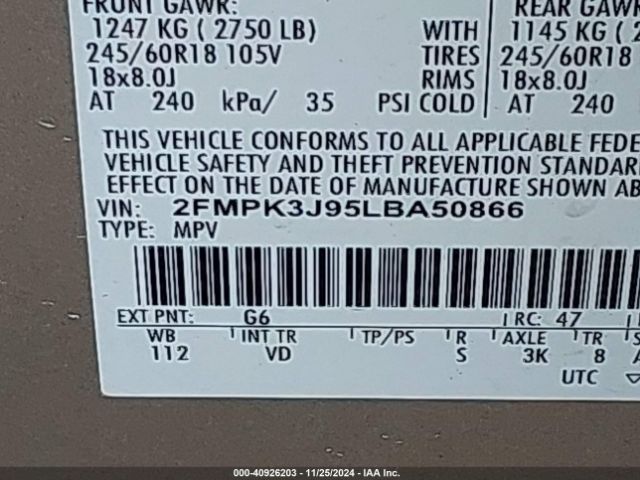 FRONT GAWR: REAR GAWR
1247 KG ( 2750 LB) WITH 1145 KG ( 2
245/60R18 105V TIRES 245/60R18
18x8.0J RIMS 18x8.0J
AT 240 kPa/ 35 PSI COLD AT 240
THIS VEHICLE CONFORMS TO ALL APPLICABLE FEDE
VEHICLE SAFETY AND THEFT PREVENTION STANDAR
EFFECT ON THE DATE OF MANUFACTURE SHOWN AB
VIN: 2FMPK3J95LBA50866
TYPE: MPV
EXT PNT: G6 RC: 47
WB INT TR TP/PS R AXLE TR S
112 VD S 3K 8 A
UTC
000-40926203 - 11/25/2024 - IAA Inc.